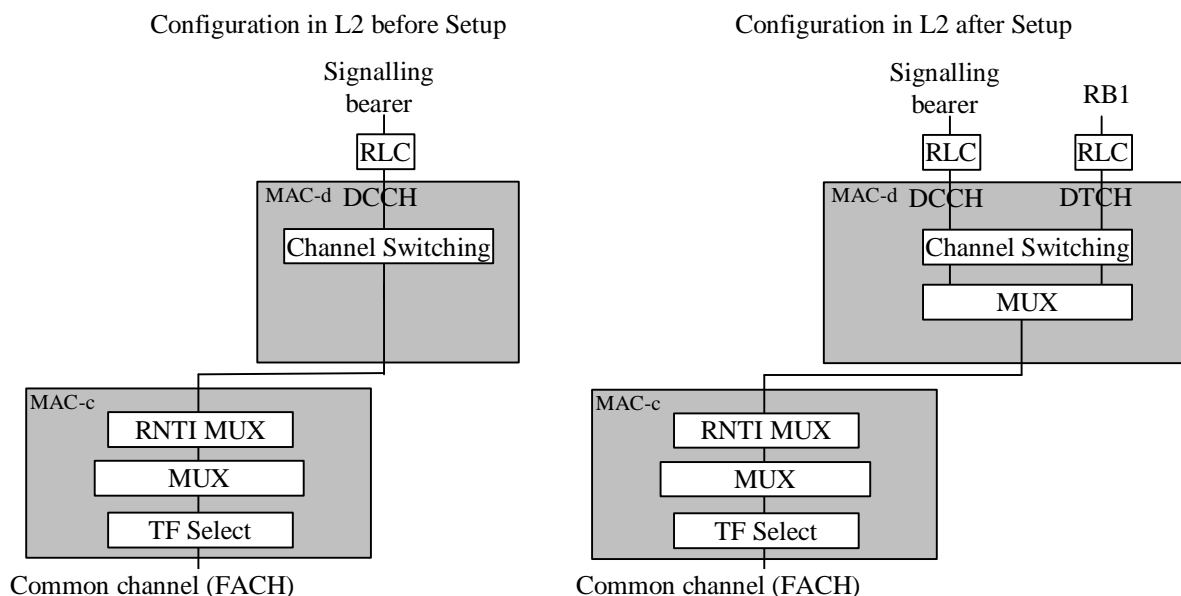 Configuration in L2 before Setup
Signalling
bearer
RLC
MAC-d DCCH
Channel Switching
MAC-c
RNTI MUX
MUX
TF Select
Common channel (FACH)
Configuration in L2 after Setup
Signalling
bearer
RB1
RLC
RLC
MAC-d DCCH
DTCH
Channel Switching
MUX
MAC-c
RNTI MUX
MUX
TF Select
Common channel (FACH)